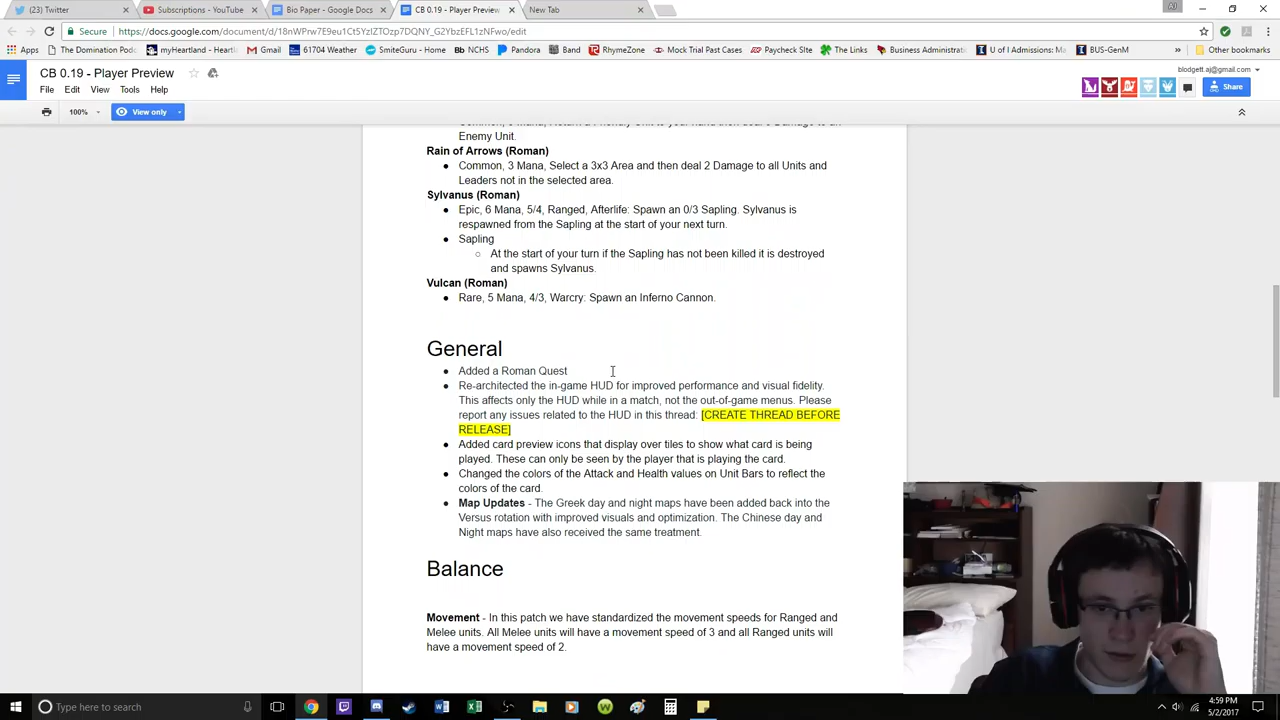 (23) Twitter
Subscriptions - YouTube
Bio Paper - Google Docs
CB 0.19 - Player Preview
New Tab
AJ
Secure
https://docs.google.com/document/d/18nWPrw7E9eu1Ct5YzIZTOzp7DQNY_G2YbzEFL1zNFwo/edit
Apps
The Domination Pod
myHeartland - Heartl
Gmail
61704 Weather
SmiteGuru - Home
NCHS
Pandora
Band
RhymeZone
Mock Trial Past Cases
Paycheck Site
The Links
Business Administrati
U of I Admissions: M
BUS-GenM
Other bookmarks
CB 0.19 - Player Preview
blodgett.aj@gmail.com
File Edit View Tools Help
Share
100%
View only
Enemy Unit.
Rain of Arrows (Roman)
● Common, 3 Mana, Select a 3x3 Area and then deal 2 Damage to all Units and
Leaders not in the selected area.
Sylvanus (Roman)
● Epic, 6 Mana, 5/4, Ranged, Afterlife: Spawn an 0/3 Sapling. Sylvanus is
respawned from the Sapling at the start of your next turn.
● Sapling
○ At the start of your turn if the Sapling has not been killed it is destroyed
and spawns Sylvanus.
Vulcan (Roman)
● Rare, 5 Mana, 4/3, Warcry: Spawn an Inferno Cannon.
General
● Added a Roman Quest
● Re-architected the in-game HUD for improved performance and visual fidelity.
This affects only the HUD while in a match, not the out-of-game menus. Please
report any issues related to the HUD in this thread: [CREATE THREAD BEFORE
RELEASE]
● Added card preview icons that display over tiles to show what card is being
played. These can only be seen by the player that is playing the card.
● Changed the colors of the Attack and Health values on Unit Bars to reflect the
colors of the card.
● Map Updates - The Greek day and night maps have been added back into the
Versus rotation with improved visuals and optimization. The Chinese day and
Night maps have also received the same treatment.
Balance
Movement - In this patch we have standardized the movement speeds for Ranged and
Melee units. All Melee units will have a movement speed of 3 and all Ranged units will
have a movement speed of 2.
Type here to search
4:59 PM
5/2/2017